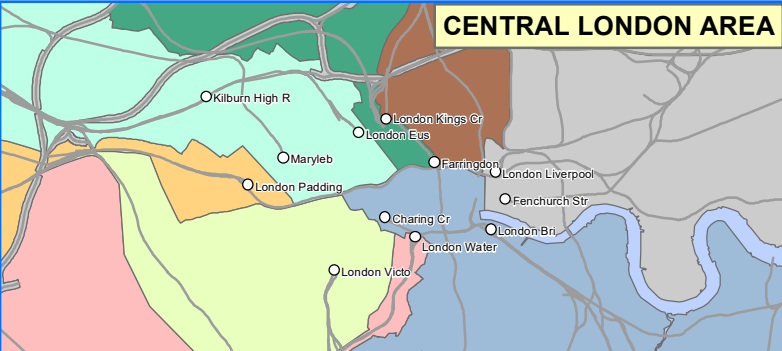 CENTRAL LONDON AREA
Kilburn High R
London Kings Cr
London Eus
Maryleb
Farringdon
London Liverpool
London Padding
Fenchurch Str
Charing Cr
London Bri
London Water
London Victo